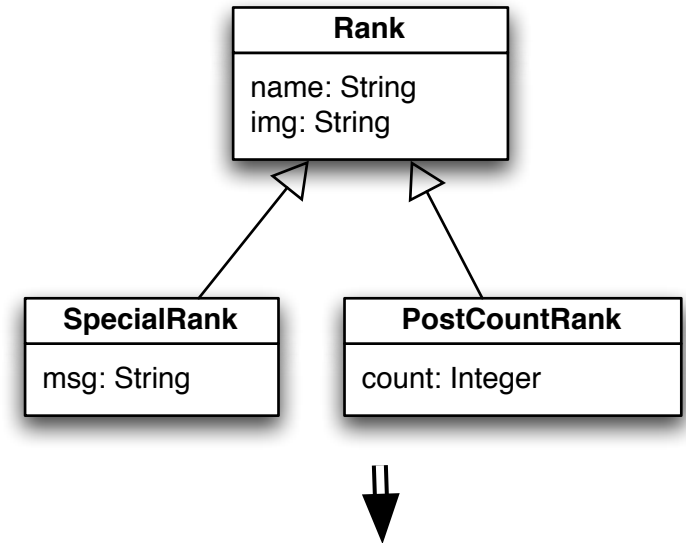 Rank
name: String
img: String
SpecialRank
msg: String
PostCountRank
count: Integer